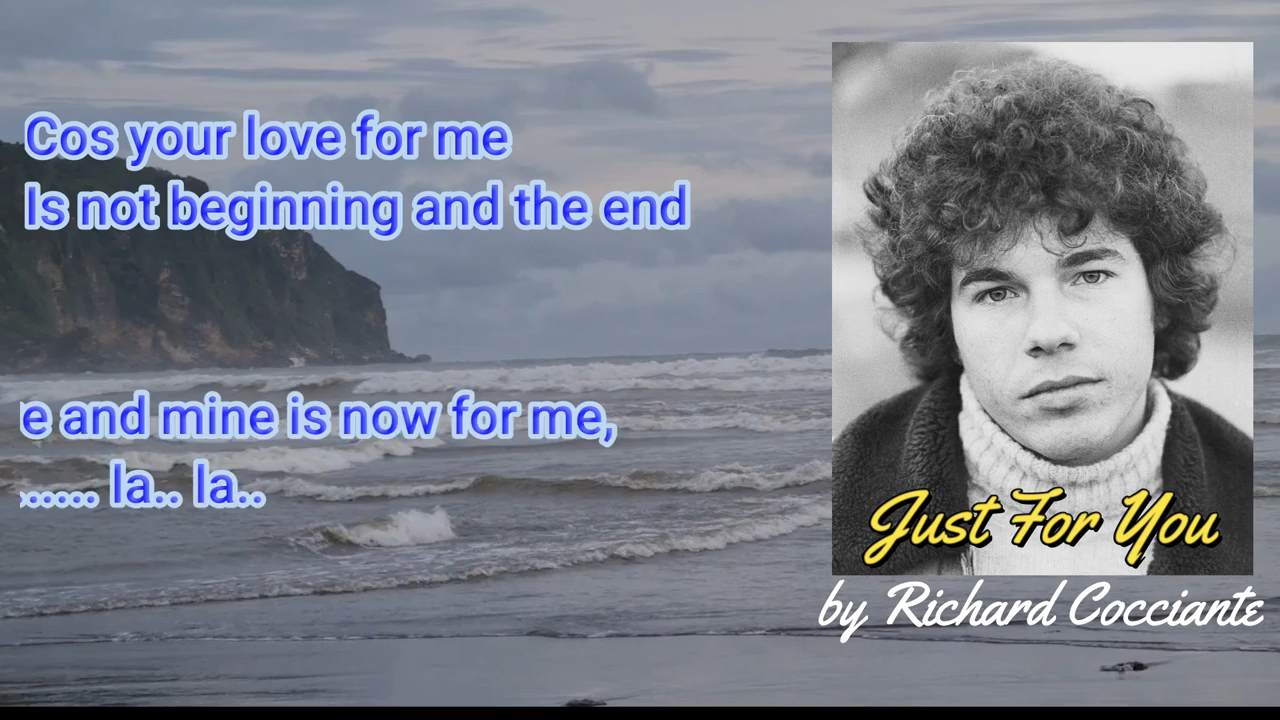 Cos your love for me
Is not beginning and the end
e and mine is now for me,
...... la.. la..
Just For You
by Richard Cocciante